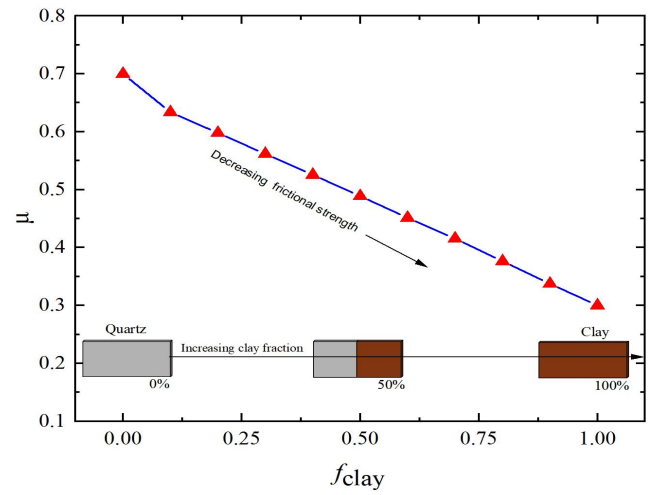 0.8
0.7
0.6
0.5
0.4
0.3
0.2
0.1
μ
Decreasing frictional strength
Quartz
Increasing clay fraction
Clay
0%
50%
100%
0.00
0.25
0.50
0.75
1.00
fclay